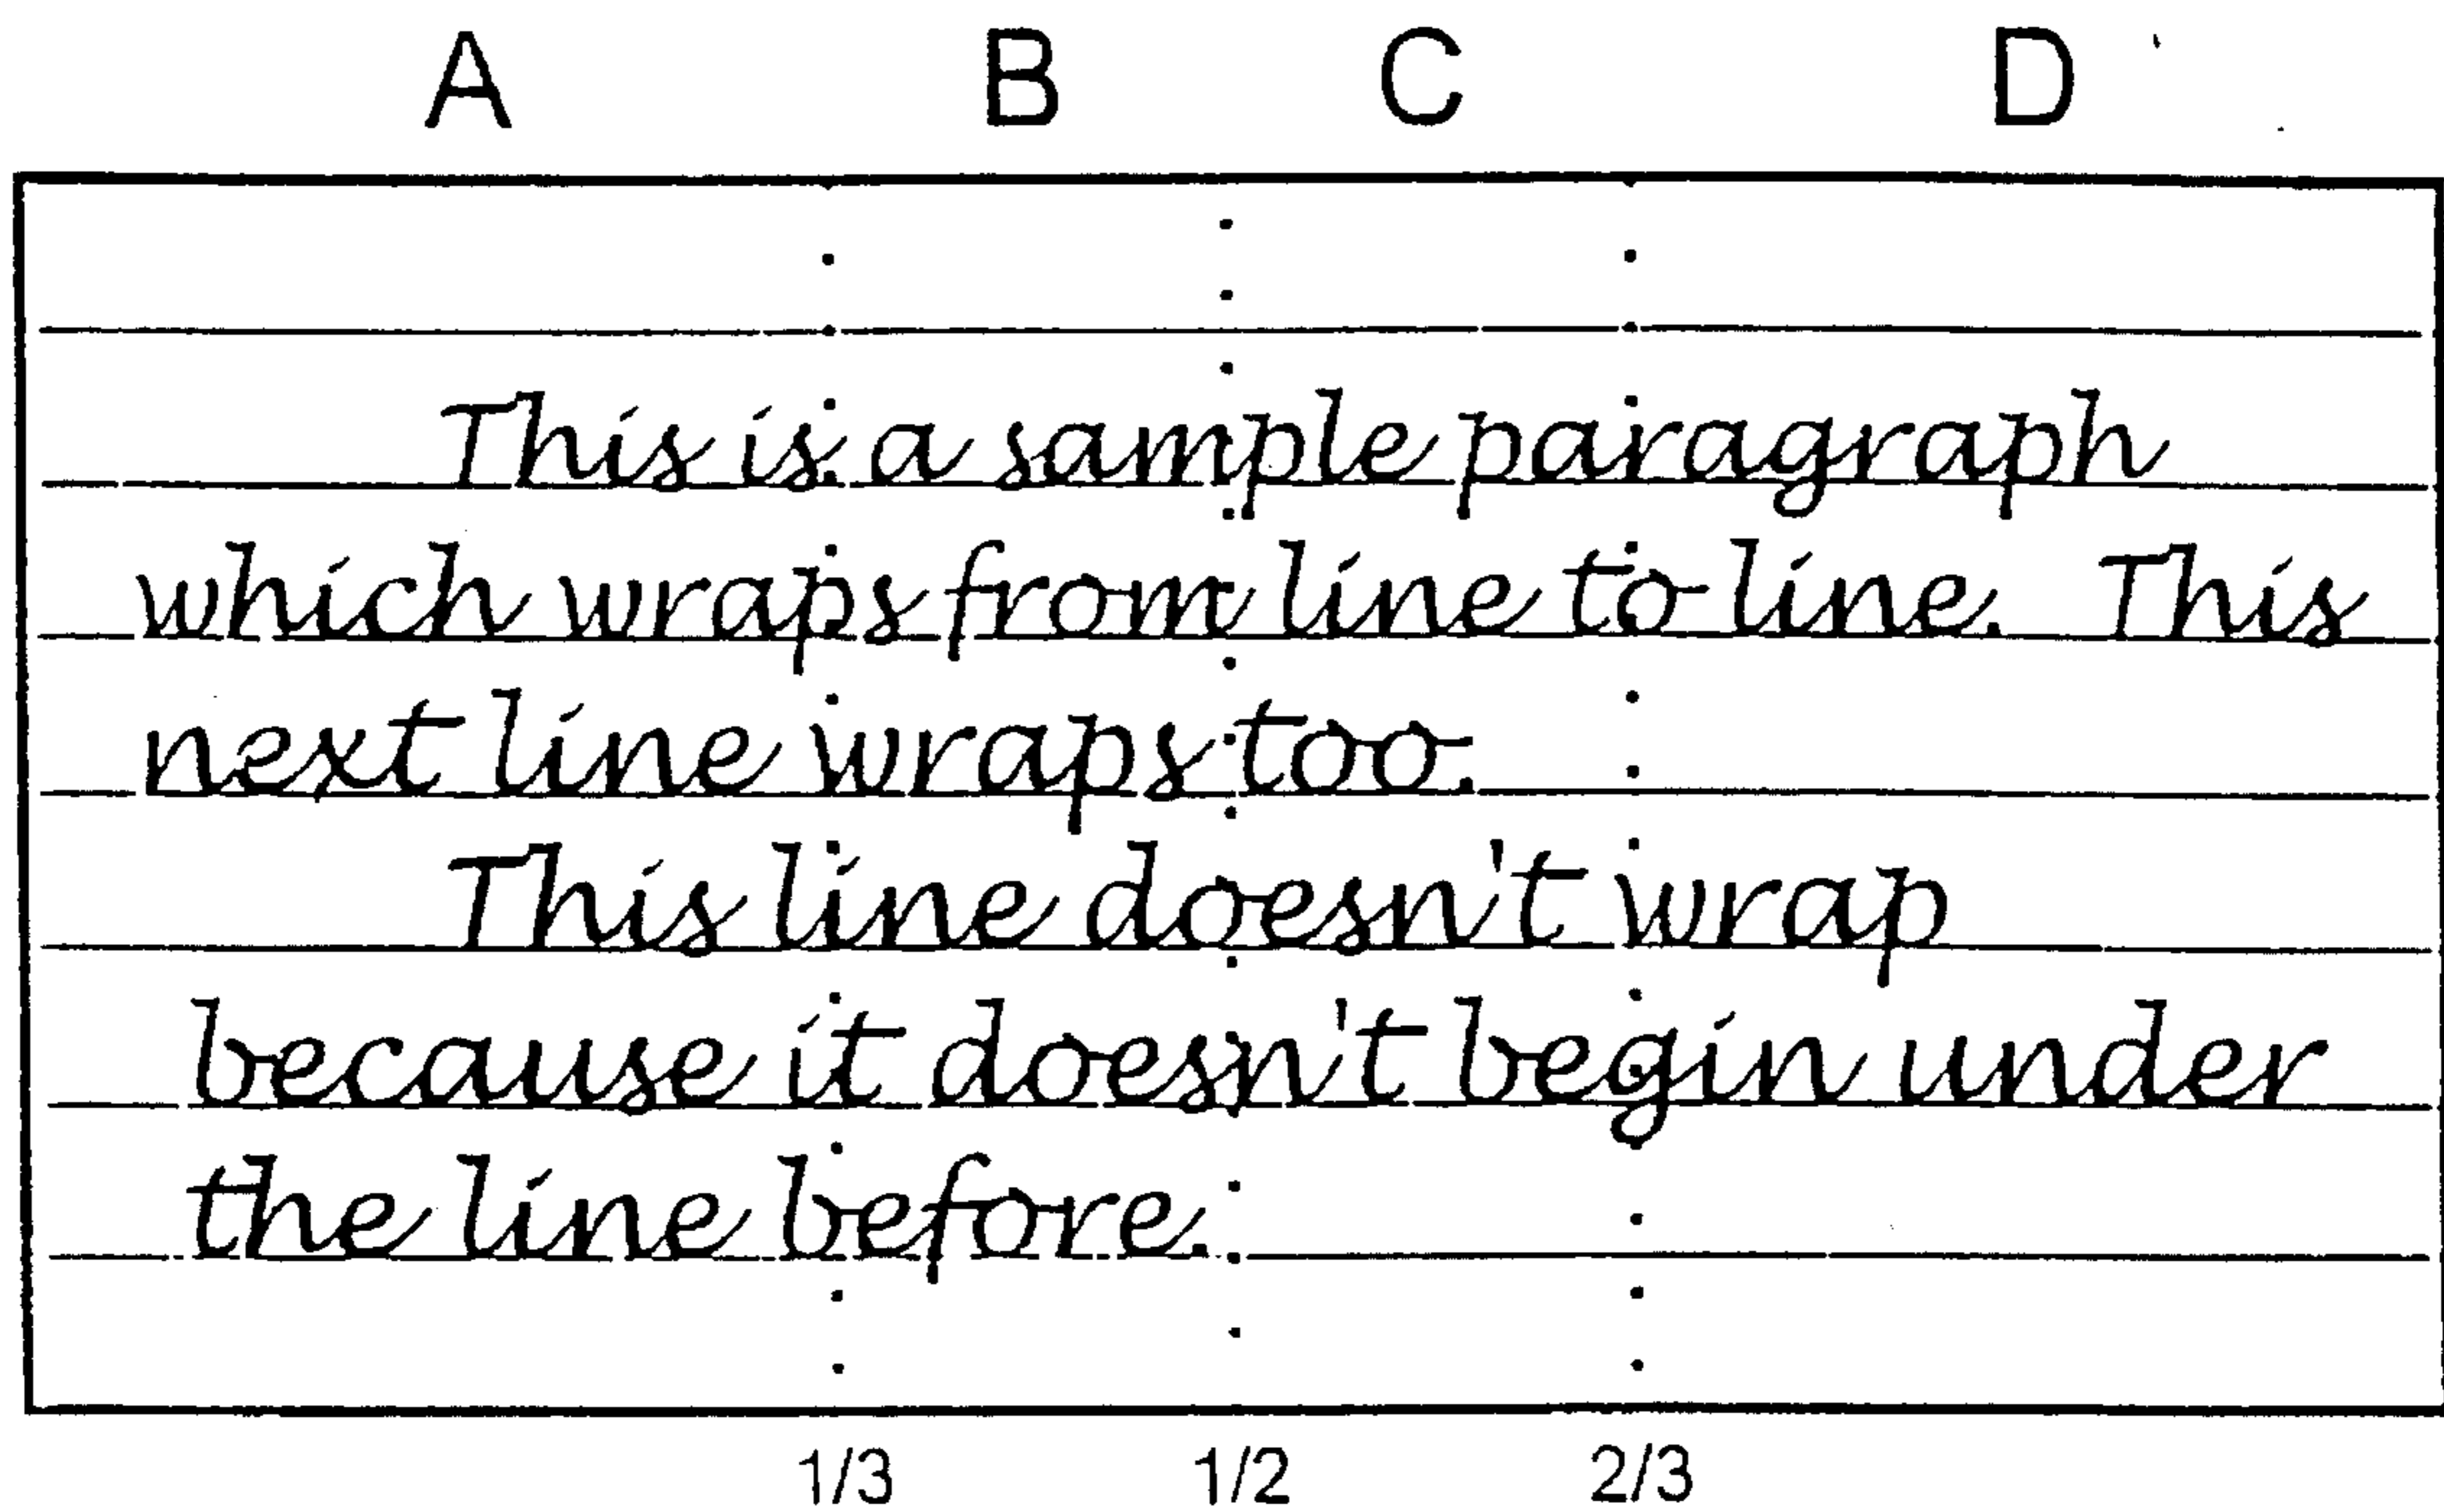 A B C D
This is a sample paragraph
which wraps from line to line. This
next line wraps too.
This line doesn't wrap
because it doesn't begin under
the line before.
1/3 1/2 2/3